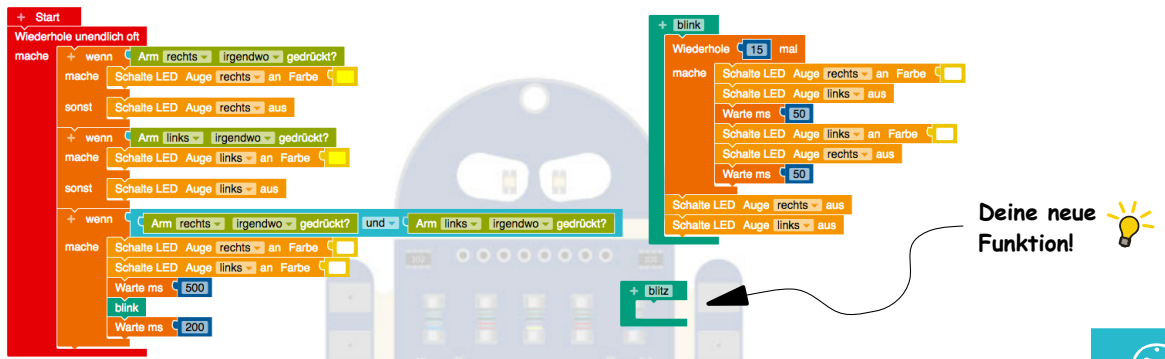 + Start
Wiederhole unendlich oft
mache + wenn Arm rechts irgendwo gedrückt?
mache Schalte LED Auge rechts an Farbe
sonst Schalte LED Auge rechts aus
+ wenn Arm links irgendwo gedrückt?
mache Schalte LED Auge links an Farbe
sonst Schalte LED Auge links aus
+ wenn Arm rechts irgendwo gedrückt? und Arm links irgendwo gedrückt?
mache Schalte LED Auge rechts an Farbe
Schalte LED Auge links an Farbe
Warte ms 500
blink
Warte ms 200
+ blink
Wiederhole 15 mal
mache Schalte LED Auge rechts an Farbe
Schalte LED Auge links aus
Warte ms 50
Schalte LED Auge links an Farbe
Schalte LED Auge rechts aus
Warte ms 50
Schalte LED Auge rechts aus
Schalte LED Auge links aus
+ blitz
Deine neue
Funktion!